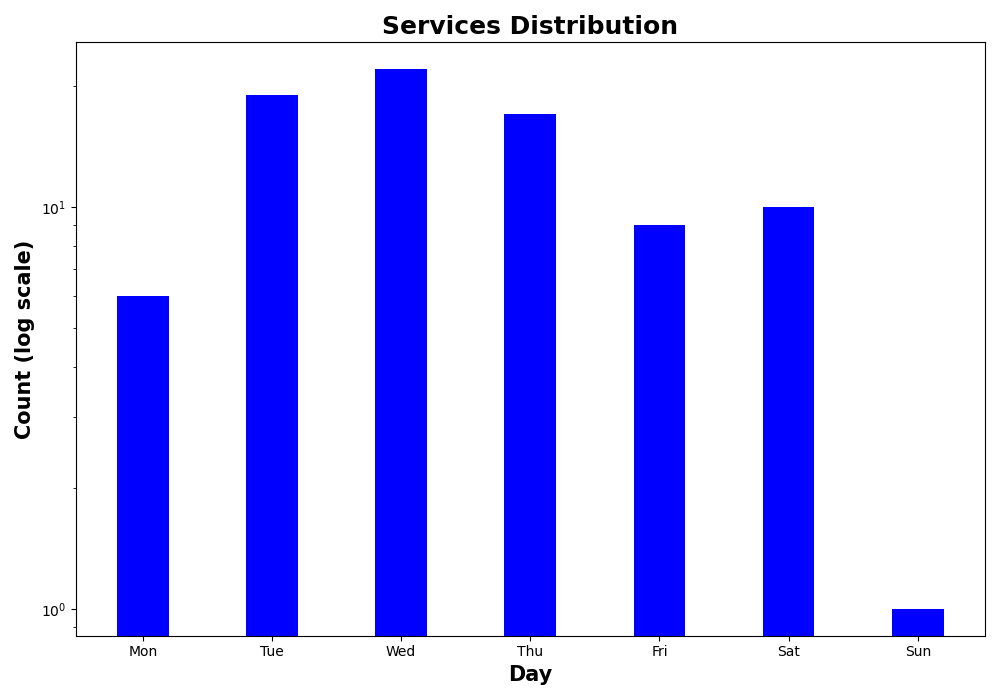 Services Distribution
Count (log scale)
10¹
10⁰
Mon Tue Wed Thu Fri Sat Sun
Day